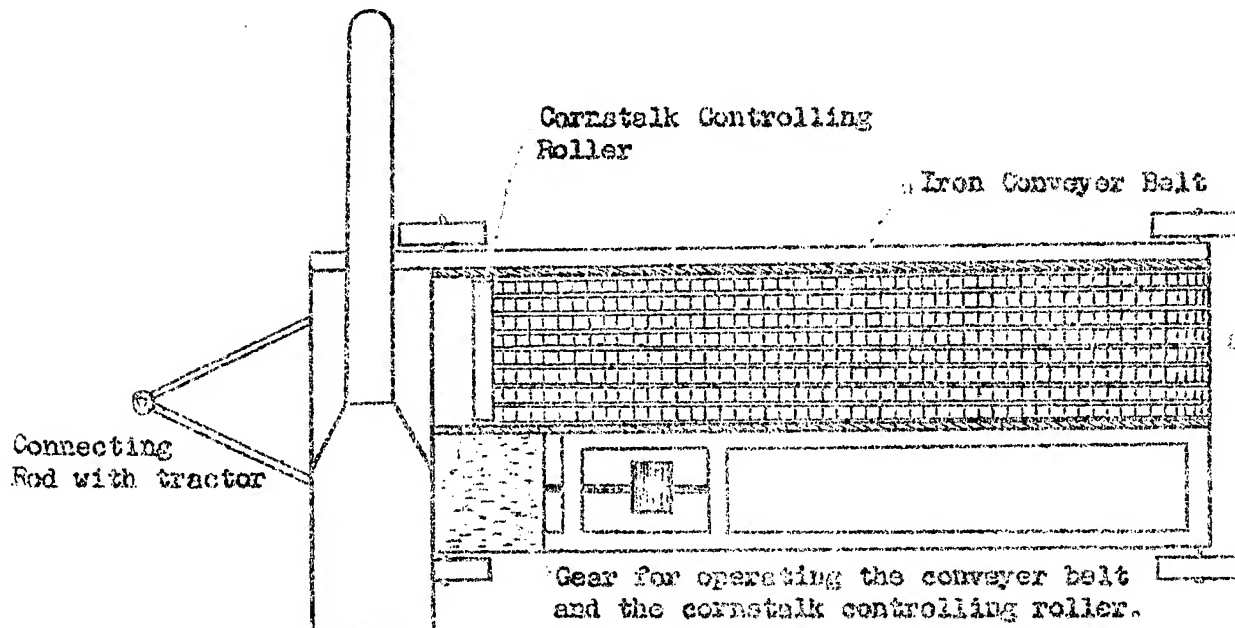 Cornstalk Controlling
Roller
Iron Conveyer Belt
Connecting
Rod with tractor
Gear for operating the conveyer belt
and the cornstalk controlling roller.